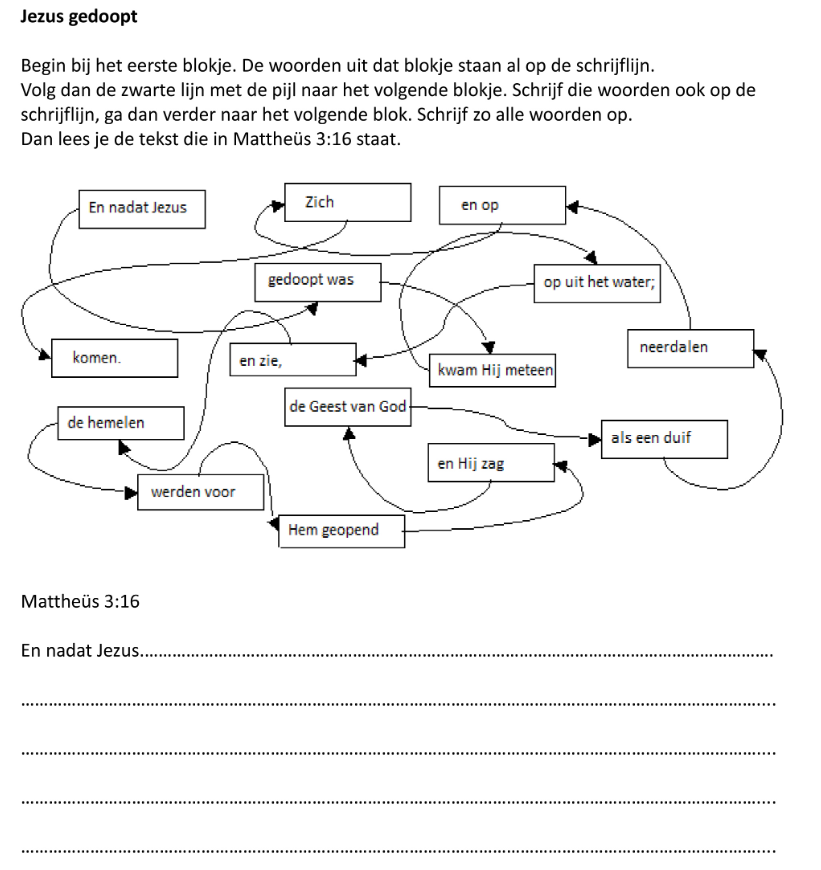 Jezus gedoopt
Begin bij het eerste blokje. De woorden uit dat blokje staan al op de schrijflijn.
Volg dan de zwarte lijn met de pijl naar het volgende blokje. Schrijf die woorden ook op de
schrijflijn, ga dan verder naar het volgende blok. Schrijf zo alle woorden op.
Dan lees je de tekst die in Mattheüs 3:16 staat.
En nadat Jezus
Zich
en op
gedoopt was
op uit het water;
komen.
en zie,
kwam Hij meteen
neerdalen
de hemelen
de Geest van God
als een duif
werden voor
en Hij zag
Hem geopend
Mattheüs 3:16
En nadat Jezus..........................................................................................................................................